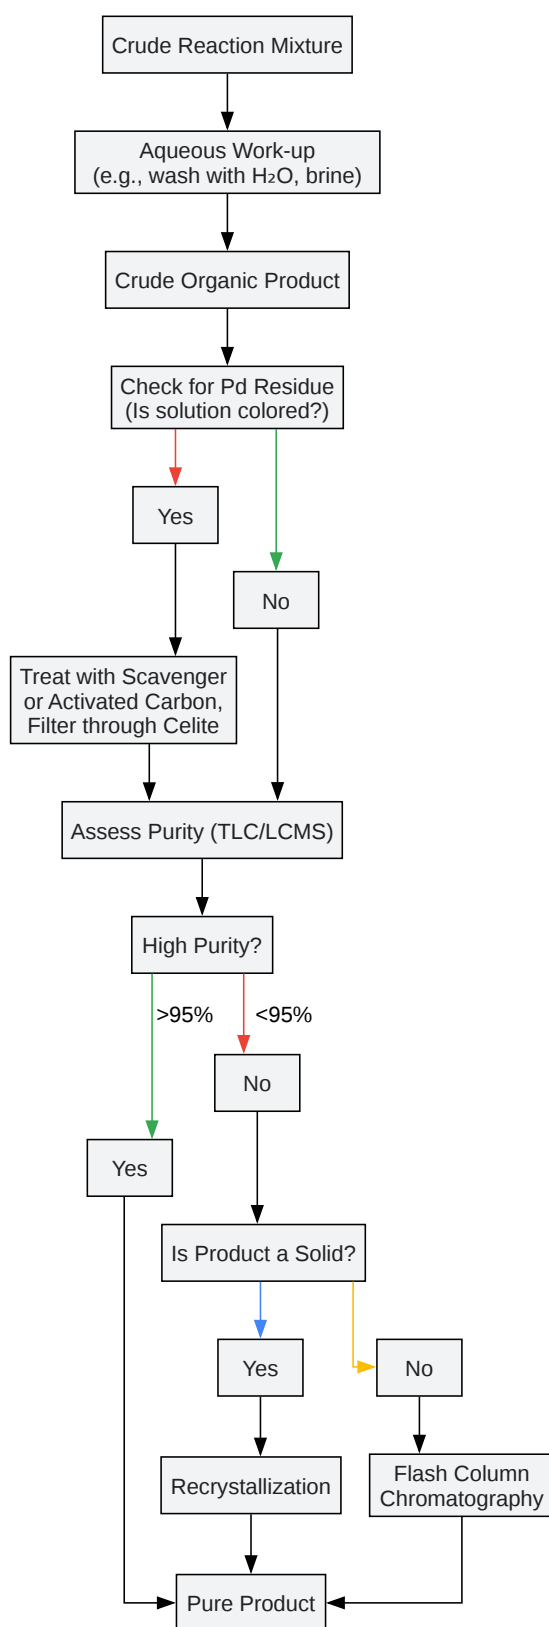 Crude Reaction Mixture
Aqueous Work-up
(e.g., wash with H₂O, brine)
Crude Organic Product
Check for Pd Residue
(Is solution colored?)
Yes
No
Treat with Scavenger
or Activated Carbon,
Filter through Celite
Assess Purity (TLC/LCMS)
High Purity?
>95%
<95%
No
Yes
Is Product a Solid?
Yes
No
Recrystallization
Flash Column
Chromatography
Pure Product